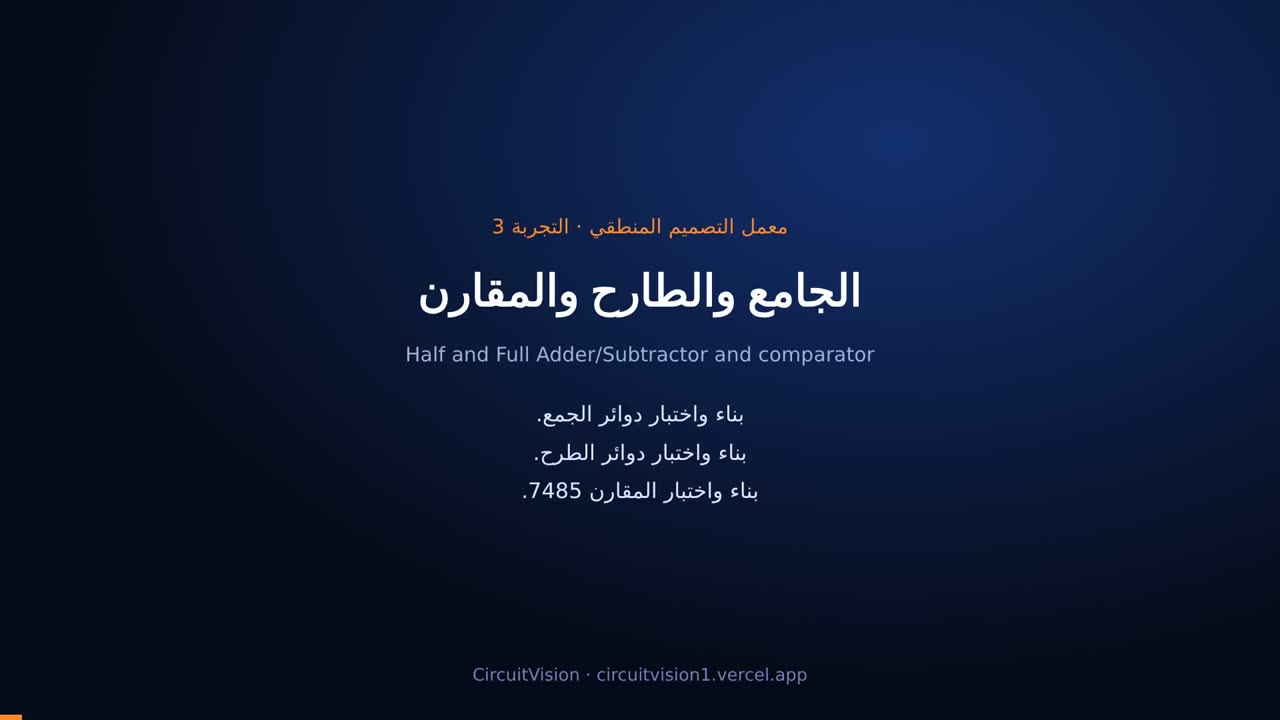 معمل التصميم المنطقي · التجربة 3
الجامع والطارح والمقارن
Half and Full Adder/Subtractor and comparator
بناء واختبار دوائر الجمع.
بناء واختبار دوائر الطرح.
بناء واختبار المقارن 7485.
CircuitVision · circuitvision1.vercel.app